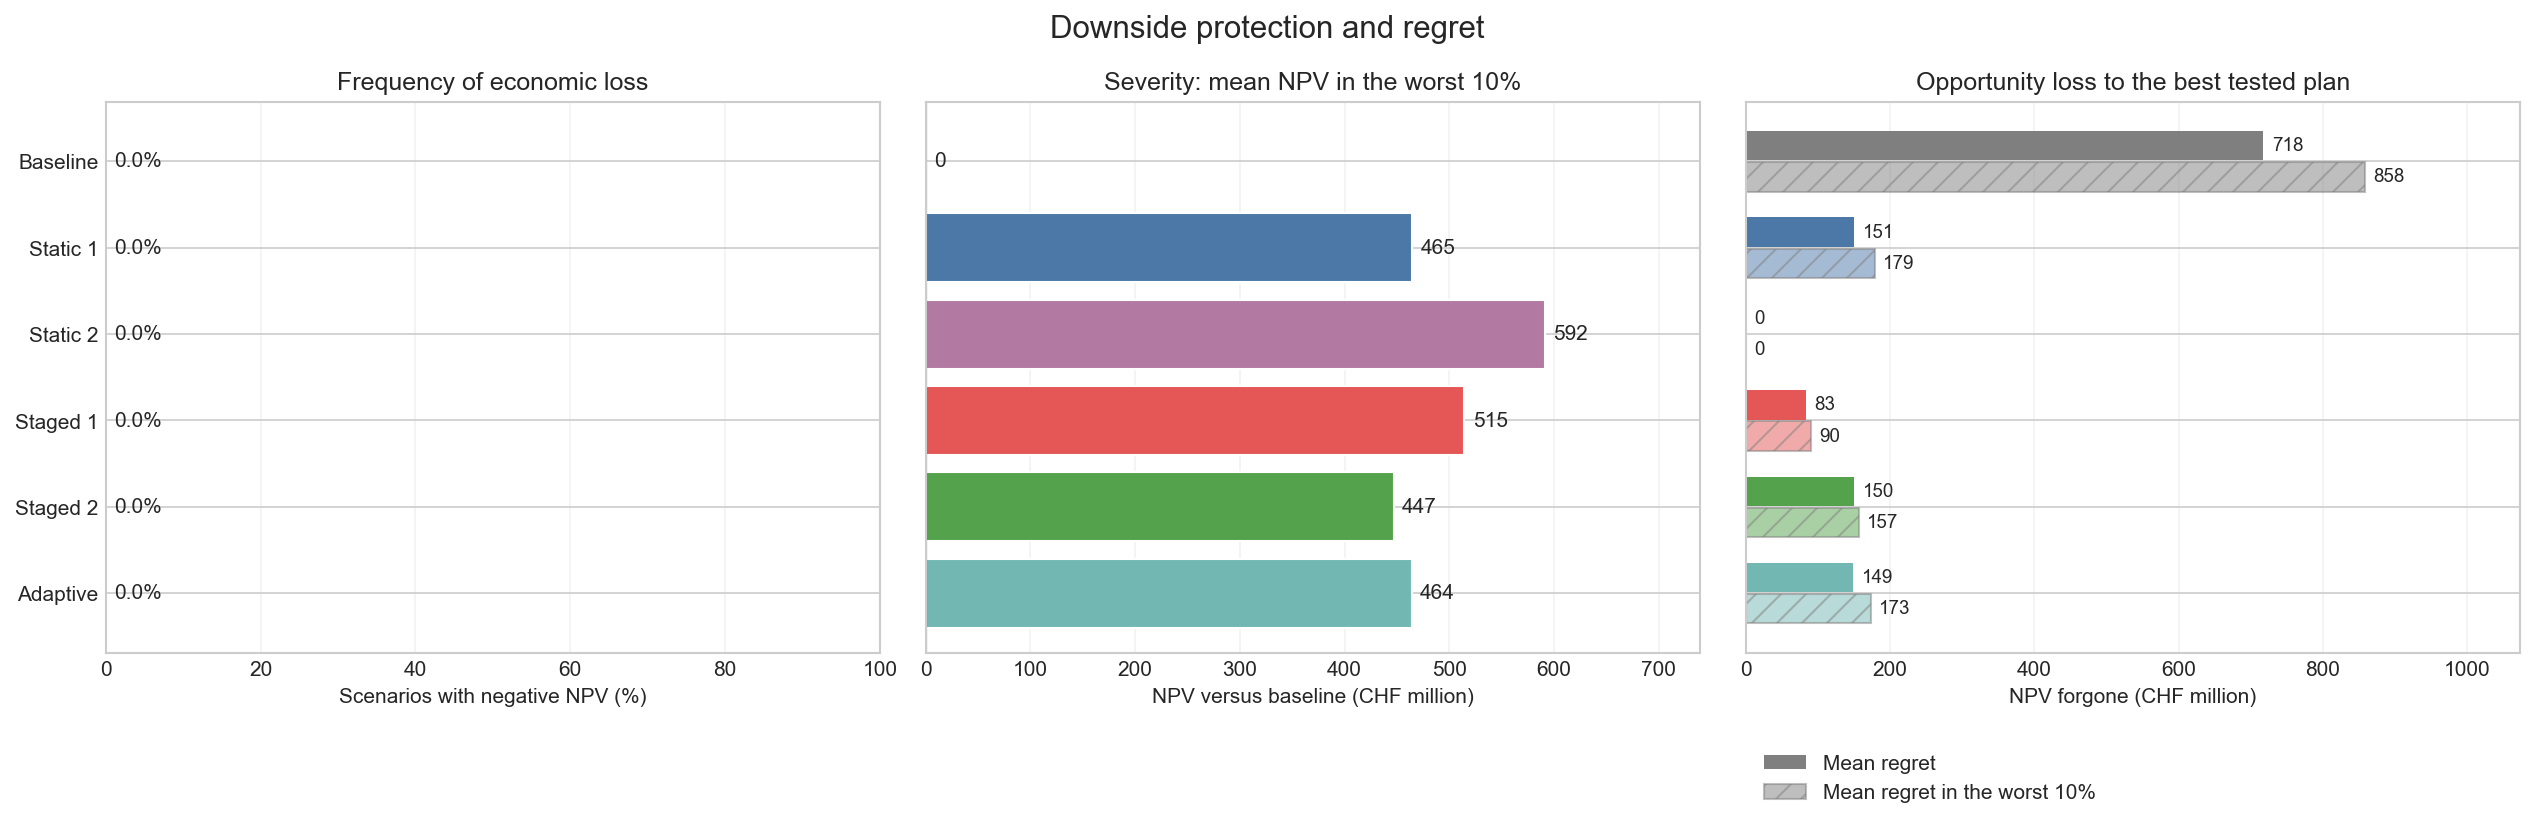 Downside protection and regret
Frequency of economic loss
Baseline
Static 1
Static 2
Staged 1
Staged 2
Adaptive
0.0%
0.0%
0.0%
0.0%
0.0%
0.0%
0 20 40 60 80 100
Scenarios with negative NPV (%)
Severity: mean NPV in the worst 10%
0
465
592
515
447
464
0 100 200 300 400 500 600 700
NPV versus baseline (CHF million)
Opportunity loss to the best tested plan
718
858
151
179
0
0
83
90
150
157
149
173
0 200 400 600 800 1000
NPV forgone (CHF million)
Mean regret
Mean regret in the worst 10%